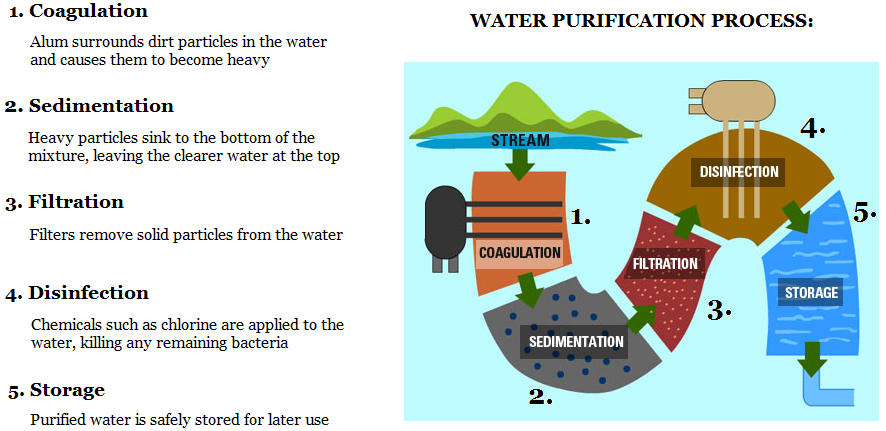 1. Coagulation
Alum surrounds dirt particles in the water
and causes them to become heavy
2. Sedimentation
Heavy particles sink to the bottom of the
mixture, leaving the clearer water at the top
3. Filtration
Filters remove solid particles from the water
4. Disinfection
Chemicals such as chlorine are applied to the
water, killing any remaining bacteria
5. Storage
Purified water is safely stored for later use
WATER PURIFICATION PROCESS:
STREAM
1.
COAGULATION
2.
SEDIMENTATION
3.
FILTRATION
4.
DISINFECTION
5.
STORAGE